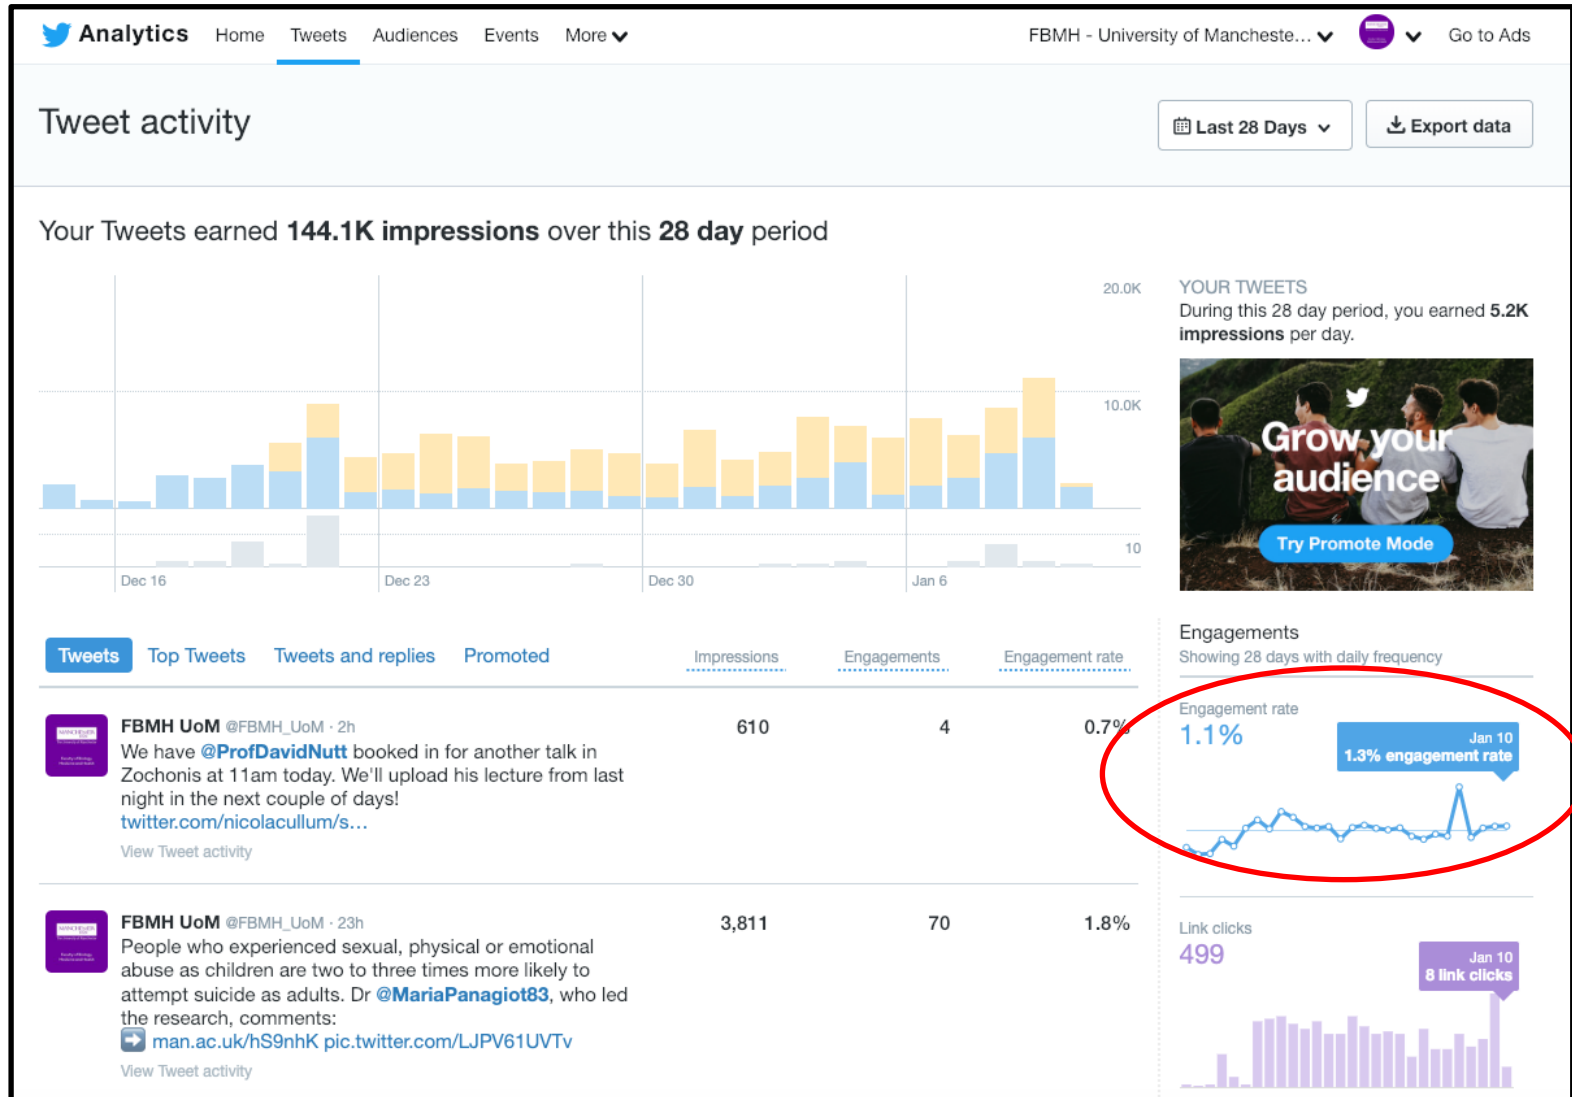 Analytics Home Tweets Audiences Events More FBMH - University of Mancheste... Go to Ads
Tweet activity
Last 28 Days
Export data
Your Tweets earned 144.1K impressions over this 28 day period
20.0K
10.0K
10
Dec 16 Dec 23 Dec 30 Jan 6
YOUR TWEETS
During this 28 day period, you earned 5.2K
impressions per day.
Grow your
audience
Try Promote Mode
Tweets Top Tweets Tweets and replies Promoted Impressions Engagements Engagement rate
FBMH UoM @FBMH_UoM · 2h 610 4 0.7%
We have @ProfDavidNutt booked in for another talk in
Zochonis at 11am today. We'll upload his lecture from last
night in the next couple of days!
twitter.com/nicolacullum/s...
View Tweet activity
FBMH UoM @FBMH_UoM · 23h 3,811 70 1.8%
People who experienced sexual, physical or emotional
abuse as children are two to three times more likely to
attempt suicide as adults. Dr @MariaPanagiot83, who led
the research, comments:
man.ac.uk/hS9nhK pic.twitter.com/LJPV61UVTv
View Tweet activity
Engagements
Showing 28 days with daily frequency
Engagement rate
1.1%
Jan 10
1.3% engagement rate
Link clicks
499
Jan 10
8 link clicks